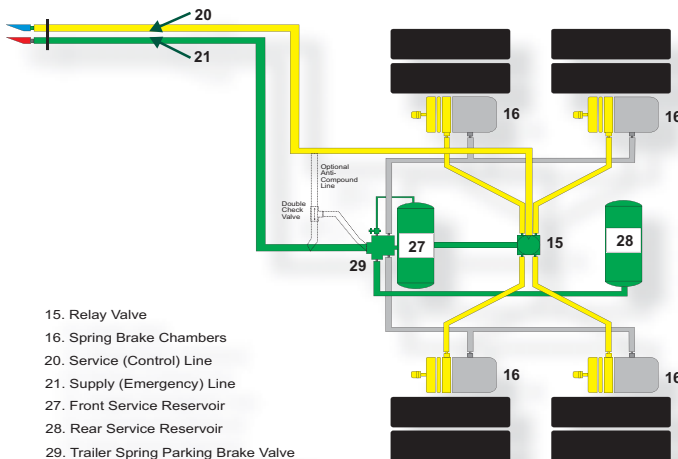 20
21
16
16
Optional
Anti-
Compound
Line
Double
Check
Valve
27
15
28
29
15. Relay Valve
16. Spring Brake Chambers
20. Service (Control) Line
21. Supply (Emergency) Line
27. Front Service Reservoir
28. Rear Service Reservoir
29. Trailer Spring Parking Brake Valve
16
16